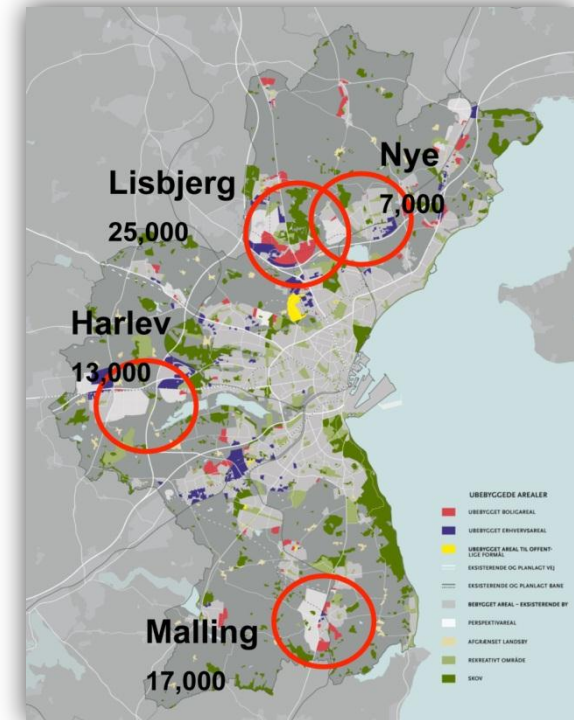 Nye
7,000
Lisbjerg
25,000
Harlev
13,000
Malling
17,000
UBEBYGGEDE AREALER
UBEBYGGET BOLIGAREAL
UBEBYGGET ERHVERVSAREAL
UBEBYGGET AREAL TIL OFFENT-
LIGE FORMÅL
EKSISTERENDE OG PLANLAGT VEJ
EKSISTERENDE OG PLANLAGT BANE
BEBYGGET AREAL – EKSISTERENDE BY
PERSPEKTIVAREAL
AFGRÆNSET LANDSBY
REKREATIVT OMRÅDE
SKOV